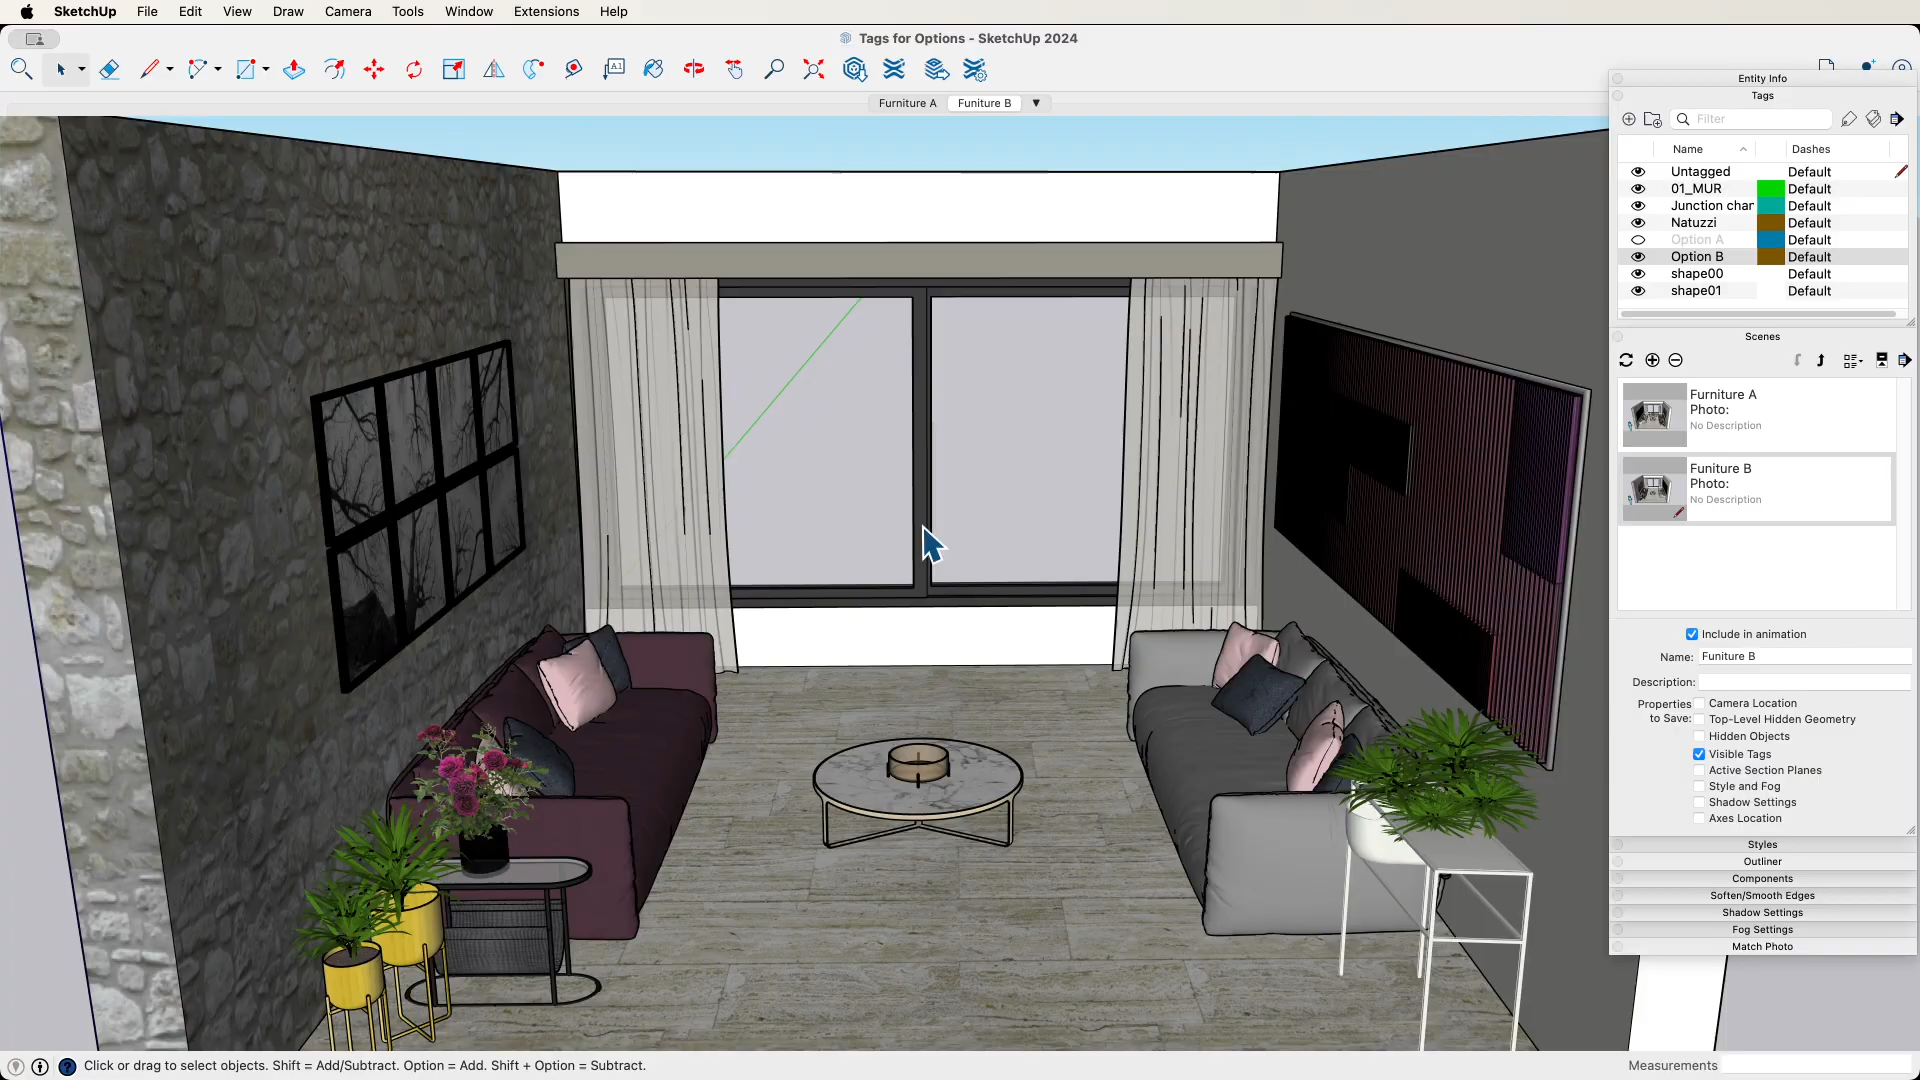 SketchUp File Edit View Draw Camera Tools Window Extensions Help
Tags for Options - SketchUp 2024
A1
Furniture A Funiture B
Entity Info
Tags
Filter
Name Dashes
Untagged Default
01_MUR Default
Junction char Default
Natuzzi Default
Option A Default
Option B Default
shape00 Default
shape01 Default
Scenes
Furniture A
Photo:
No Description
Funiture B
Photo:
No Description
Include in animation
Name: Funiture B
Description:
Properties to Save:
Camera Location
Top-Level Hidden Geometry
Hidden Objects
Visible Tags
Active Section Planes
Style and Fog
Shadow Settings
Axes Location
Styles
Outliner
Components
Soften/Smooth Edges
Shadow Settings
Fog Settings
Match Photo
Click or drag to select objects. Shift = Add/Subtract. Option = Add. Shift + Option = Subtract.
Measurements